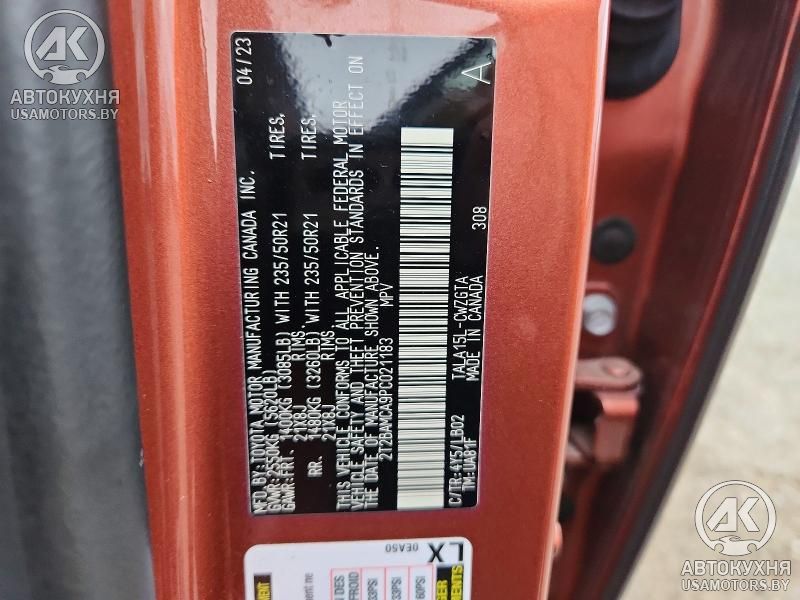 АВТОКУХНЯ
USAMOTORS.BY
MFD.BY:TOYOTA MOTOR MANUFACTURING CANADA INC. 04/23
GVWR:2550KG (5620LB)
GAWR:FRT. 1400KG (3085LB) WITH 235/50R21 TIRES.
21X8J RIMS.
RR. 1480KG (3260LB) WITH 235/50R21 TIRES.
21X8J RIMS.
THIS VEHICLE CONFORMS TO ALL APPLICABLE FEDERAL MOTOR
VEHICLE SAFETY AND THEFT PREVENTION STANDARDS IN EFFECT ON
THE DATE OF MANUFACTURE SHOWN ABOVE.
2T2BAMCA9PC021183 MPV
C/TR:4Y5/LB02 TALA15L-CWZGTA
TM:UA81F MADE IN CANADA 308
A
LX
0EA50
60PSI
АВТОКУХНЯ
USAMOTORS.BY